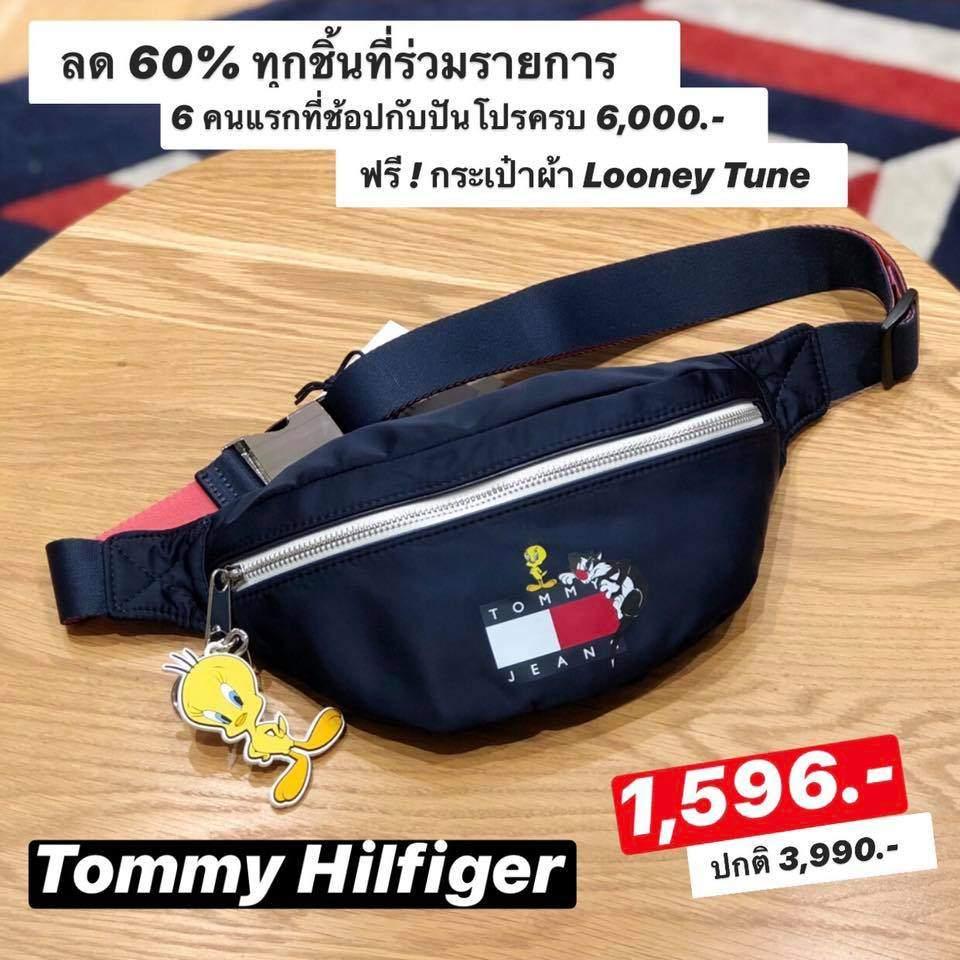 ลด 60% ทุกชิ้นที่ร่วมรายการ
6 คนแรกที่ช้อปกับปันโปรครบ 6,000.-
ฟรี ! กระเป๋าผ้า Looney Tune
TOMMY
JEAN
1,596.-
ปกติ 3,990.-
Tommy Hilfiger